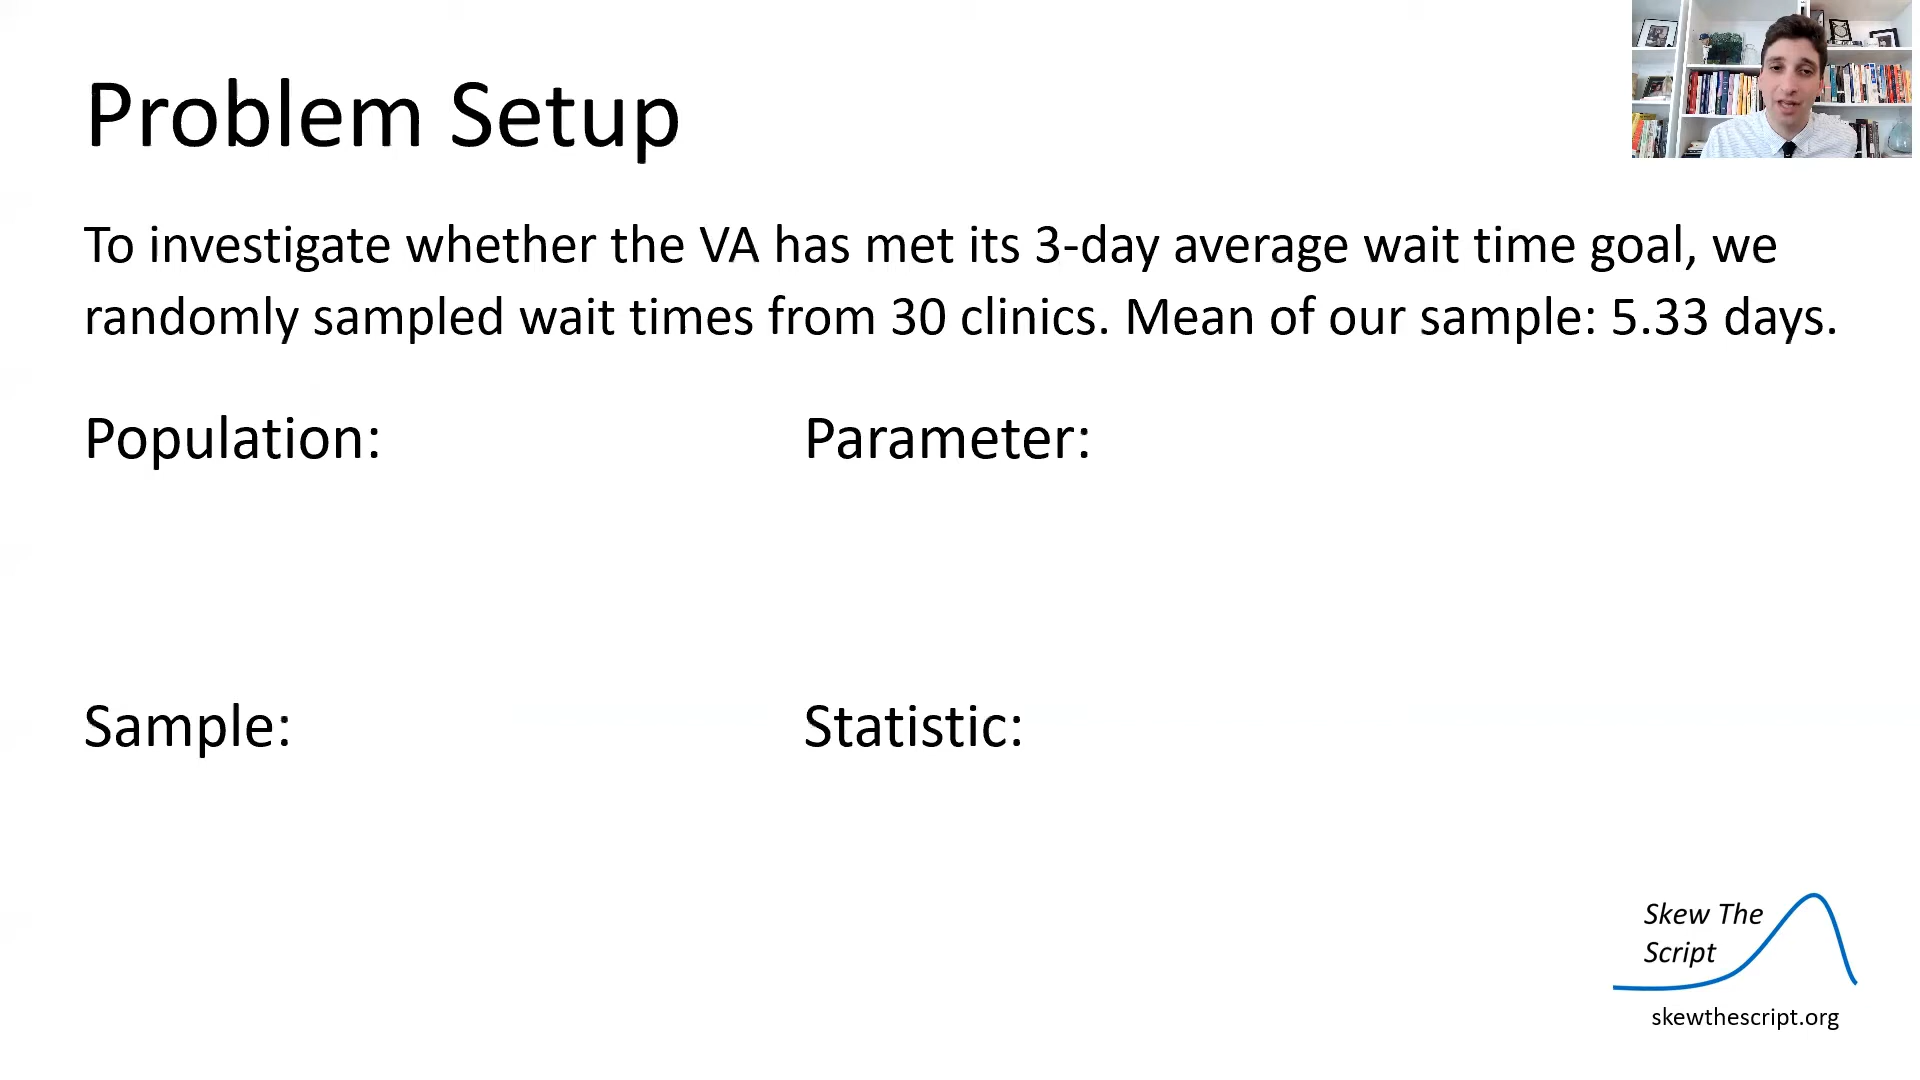 Problem Setup
To investigate whether the VA has met its 3-day average wait time goal, we
randomly sampled wait times from 30 clinics. Mean of our sample: 5.33 days.
Population:
Parameter:
Sample:
Statistic:
Skew The
Script
skewthescript.org